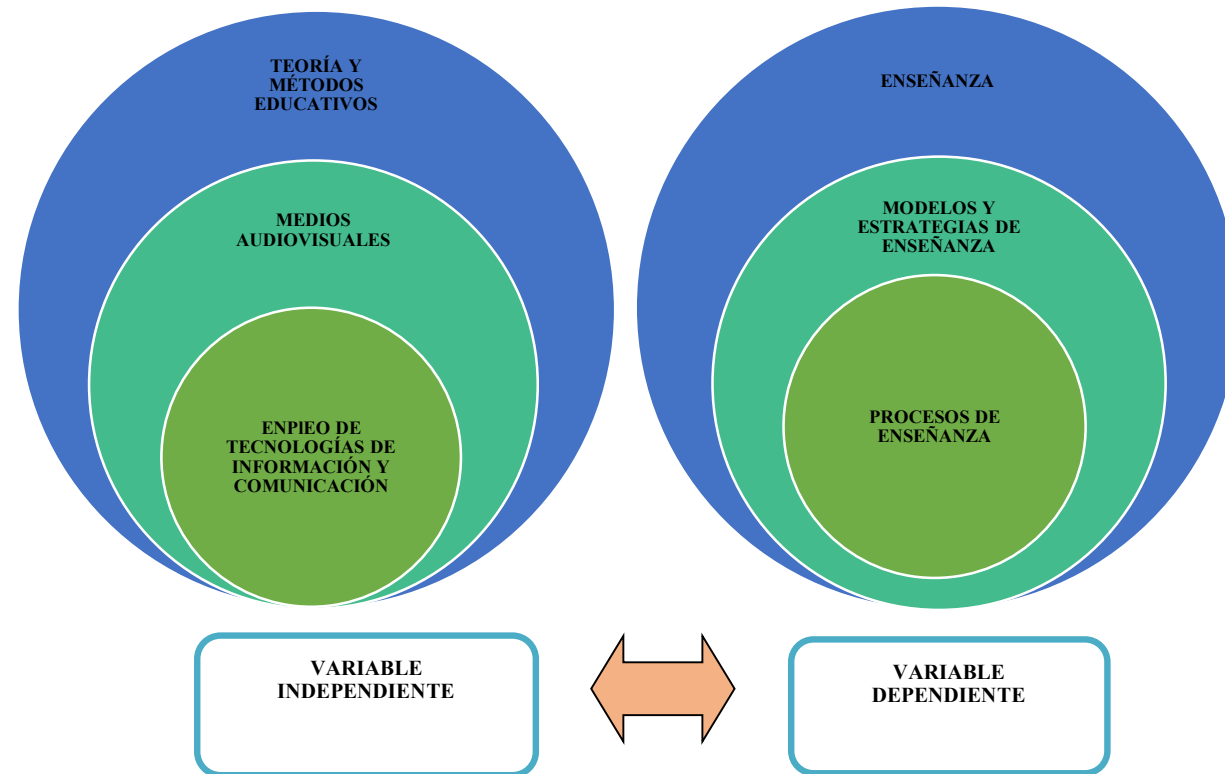 TEORÍA Y
MÉTODOS
EDUCATIVOS
MEDIOS
AUDIOVISUALES
ENPlEO DE
TECNOLOGÍAS DE
INFORMACIÓN Y
COMUNICACIÓN
ENSEÑANZA
MODELOS Y
ESTRATEGIAS DE
ENSEÑANZA
PROCESOS DE
ENSEÑANZA
VARIABLE
INDEPENDIENTE
VARIABLE
DEPENDIENTE